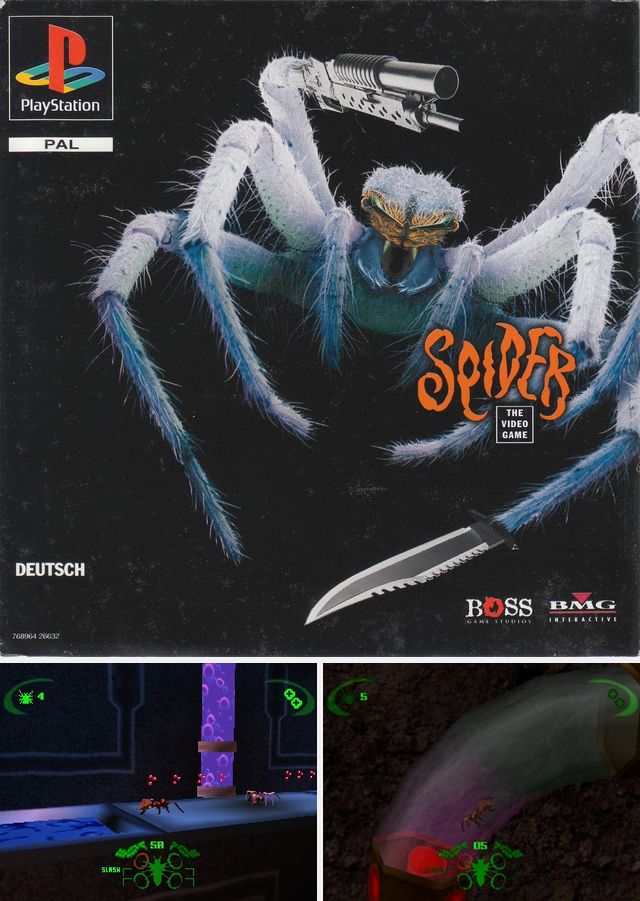 PlayStation
PAL
SPIDER
THE
VIDEO
GAME
DEUTSCH
BOSS
GAME STUDIOS
BMG
INTERACTIVE
768964 26632
4
5
58
SLASH
05